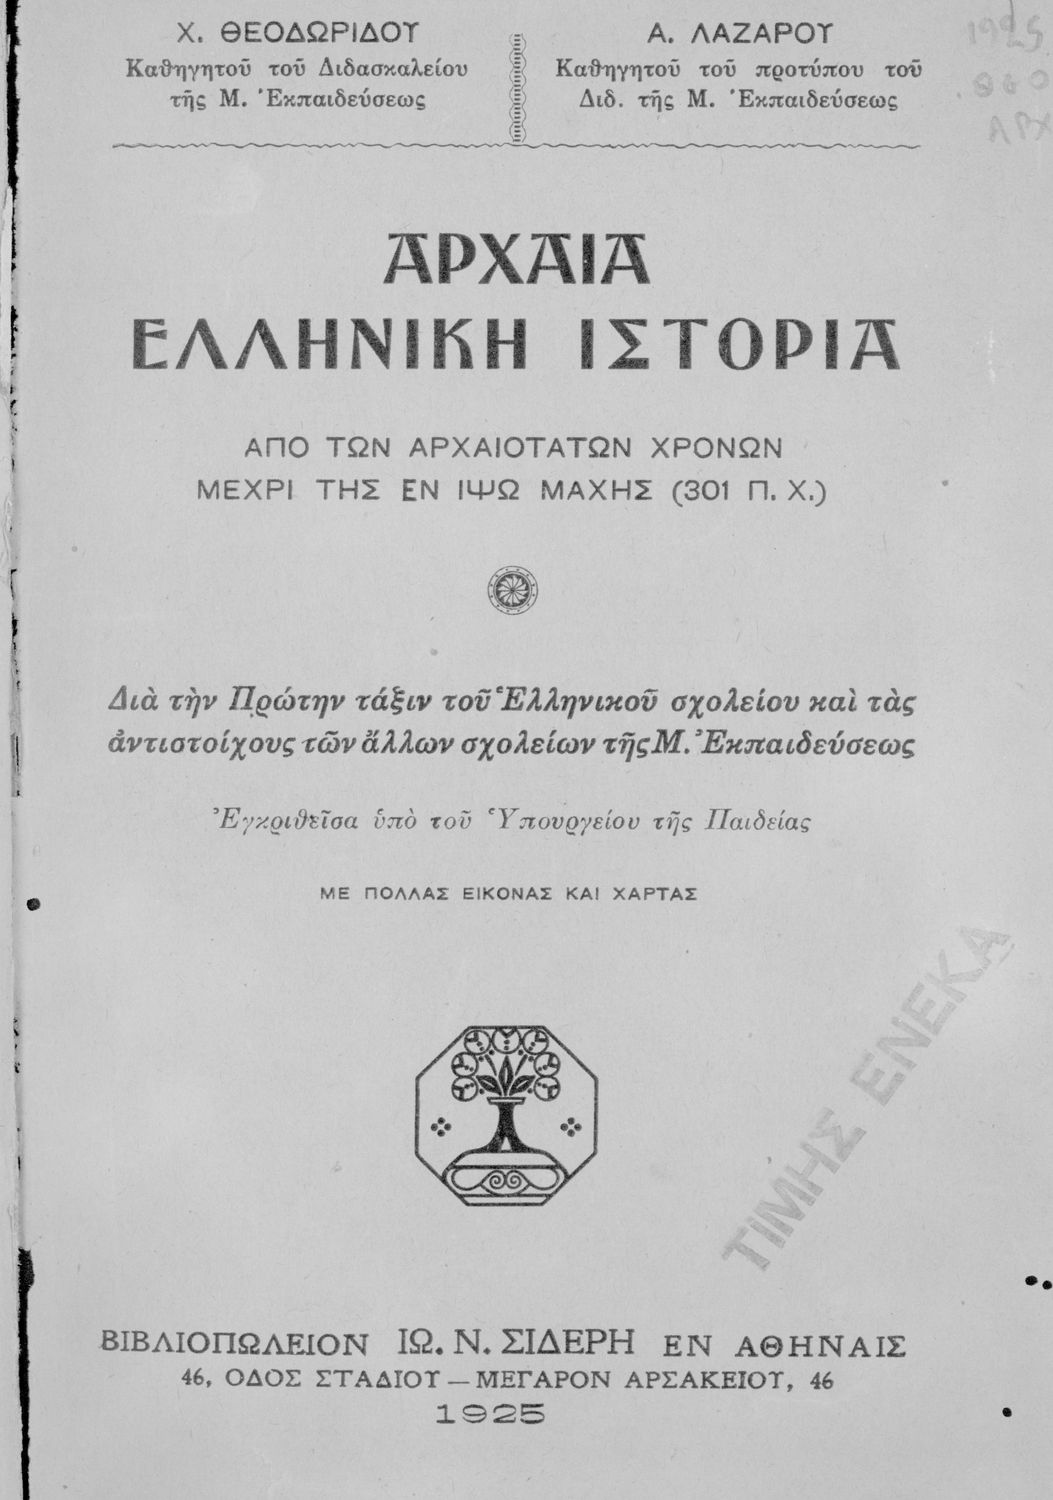 Χ. ΘΕΟΔΩΡΙΔΟΥ
Καθηγητοῦ τοῦ Διδασκαλείου
τῆς Μ. Ἐκπαιδεύσεως
Α. ΛΑΖΑΡΟΥ
Καθηγητοῦ τοῦ προτύπου τοῦ
Διδ. τῆς Μ. Ἐκπαιδεύσεως
1925
ΘΕΟ
ΑΡΧ
ΑΡΧΑΙΑ
ΕΛΛΗΝΙΚΗ ΙΣΤΟΡΙΑ
ΑΠΟ ΤΩΝ ΑΡΧΑΙΟΤΑΤΩΝ ΧΡΟΝΩΝ
ΜΕΧΡΙ ΤΗΣ ΕΝ ΙΨΩ ΜΑΧΗΣ (301 Π. Χ.)
Διὰ τὴν Πρώτην τάξιν τοῦ Ἑλληνικοῦ σχολείου καὶ τὰς
ἀντιστοίχους τῶν ἄλλων σχολείων τῆς Μ. Ἐκπαιδεύσεως
Ἐγκριθεῖσα ὑπὸ τοῦ Ὑπουργείου τῆς Παιδείας
ΜΕ ΠΟΛΛΑΣ ΕΙΚΟΝΑΣ ΚΑΙ ΧΑΡΤΑΣ
ΤΙΜΗΣ ΕΝΕΚΑ
ΒΙΒΛΙΟΠΩΛΕΙΟΝ ΙΩ. Ν. ΣΙΔΕΡΗ ΕΝ ΑΘΗΝΑΙΣ
46, ΟΔΟΣ ΣΤΑΔΙΟΥ — ΜΕΓΑΡΟΝ ΑΡΣΑΚΕΙΟΥ, 46
1925